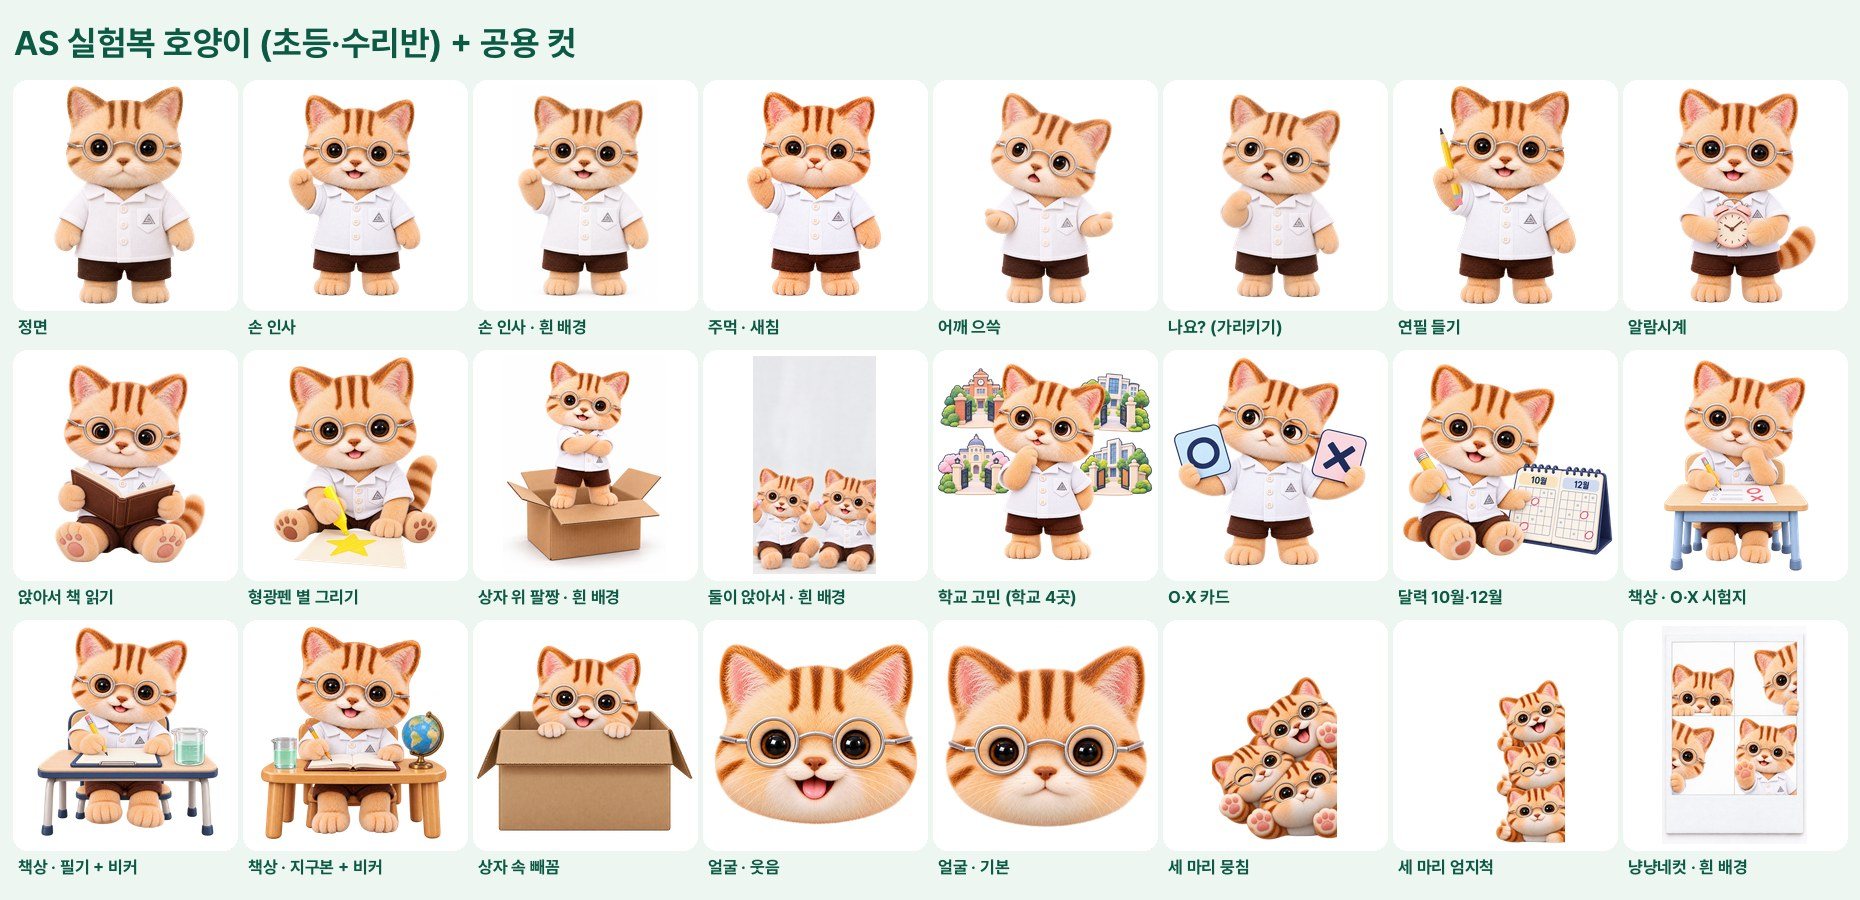 AS 실험복 호양이 (초등·수리반) + 공용 컷
정면
손 인사
손 인사 · 흰 배경
주먹 · 새침
어깨 으쓱
나요? (가리키기)
연필 들기
알람시계
O
X
10월
12월
OX
앉아서 책 읽기
형광펜 별 그리기
상자 위 팔짱 · 흰 배경
둘이 앉아서 · 흰 배경
학교 고민 (학교 4곳)
O·X 카드
달력 10월·12월
책상 · O·X 시험지
책상 · 필기 + 비커
책상 · 지구본 + 비커
상자 속 빼꼼
얼굴 · 웃음
얼굴 · 기본
세 마리 뭉침
세 마리 엄지척
냥냥네컷 · 흰 배경